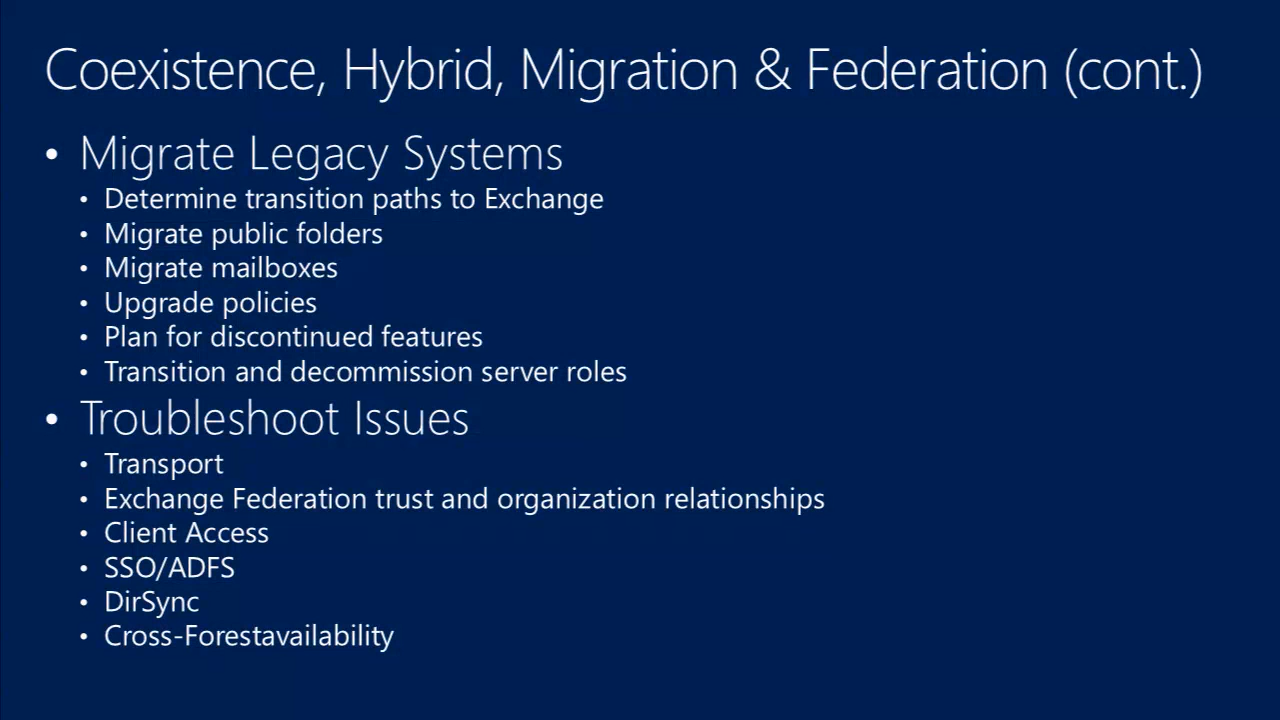 Coexistence, Hybrid, Migration & Federation (cont.)
• Migrate Legacy Systems
• Determine transition paths to Exchange
• Migrate public folders
• Migrate mailboxes
• Upgrade policies
• Plan for discontinued features
• Transition and decommission server roles
• Troubleshoot Issues
• Transport
• Exchange Federation trust and organization relationships
• Client Access
• SSO/ADFS
• DirSync
• Cross-Forestavailability